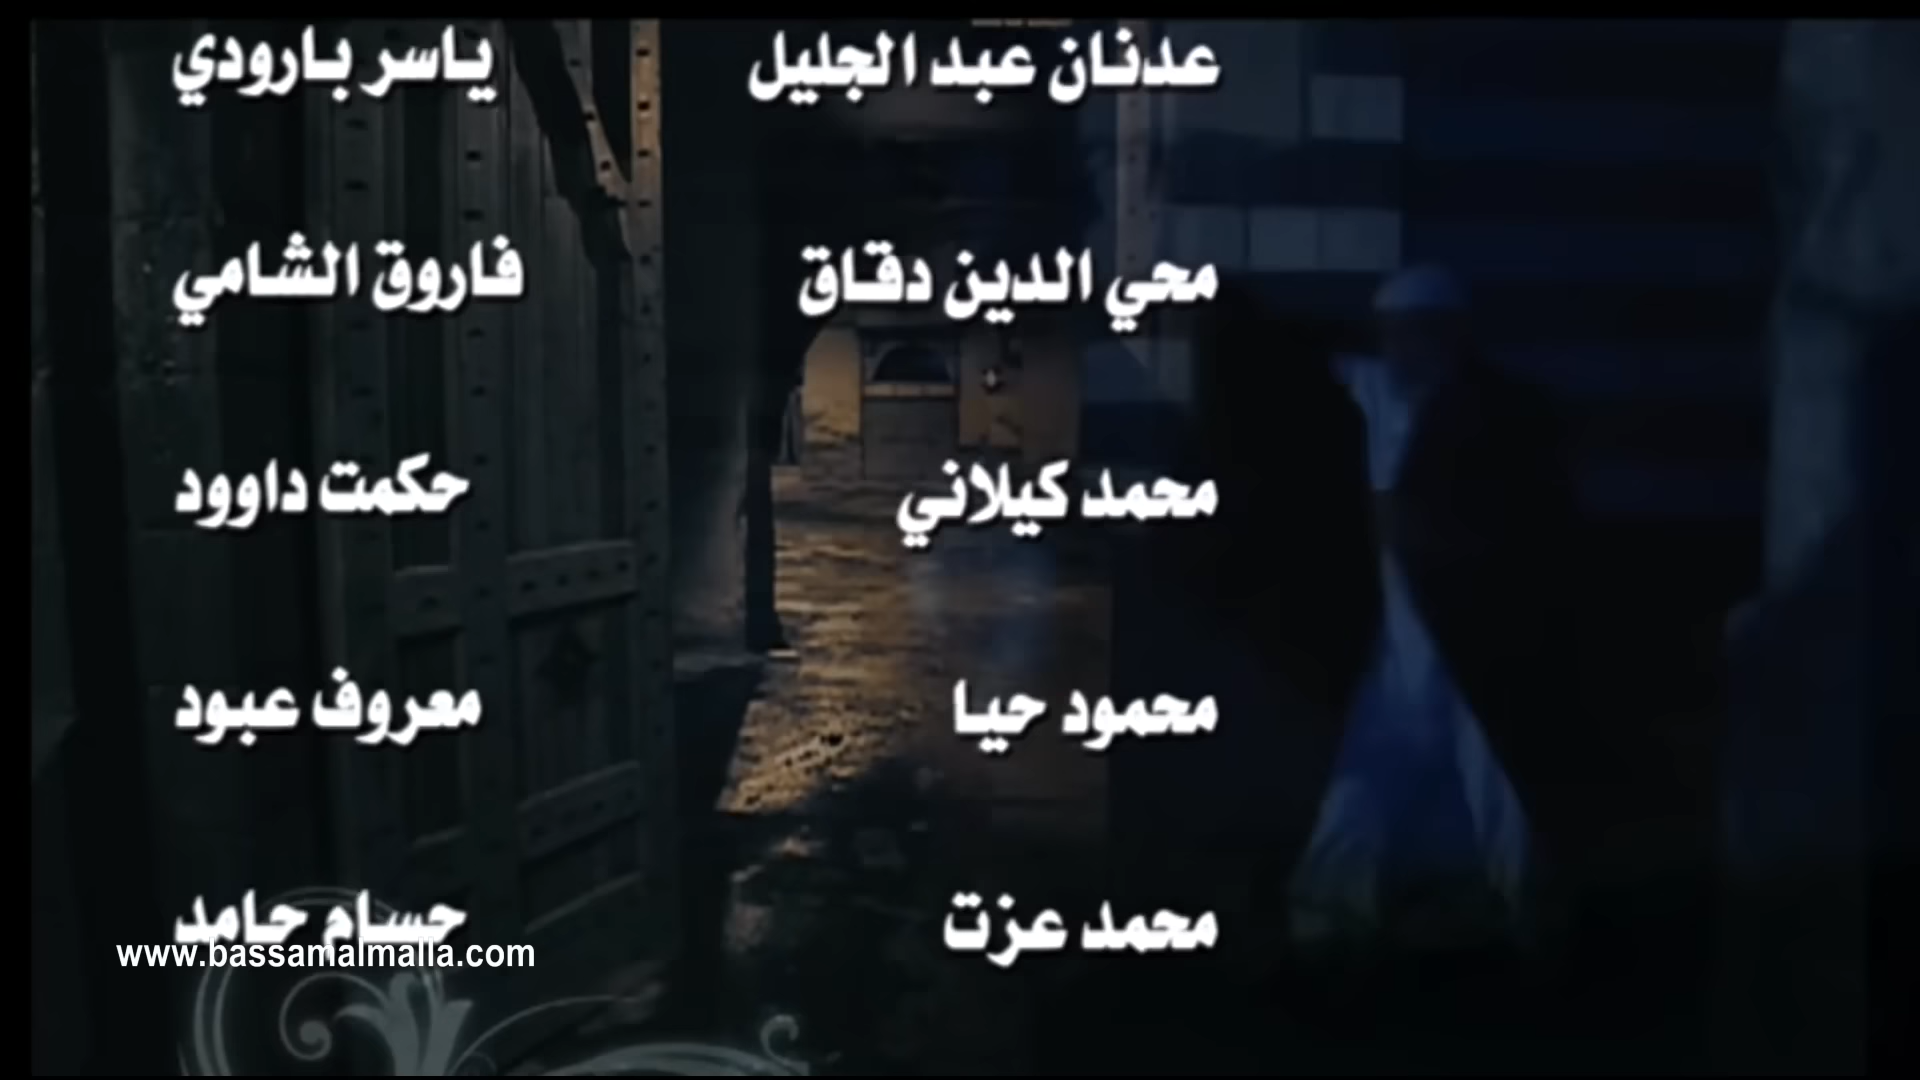 عدنان عبد الجليل
ياسر بارودي
محي الدين دقاق
فاروق الشامي
محمد كيلاني
حكمت داوود
محمود حيا
معروف عبود
محمد عزت
حسام حامد
www.bassamalmalla.com